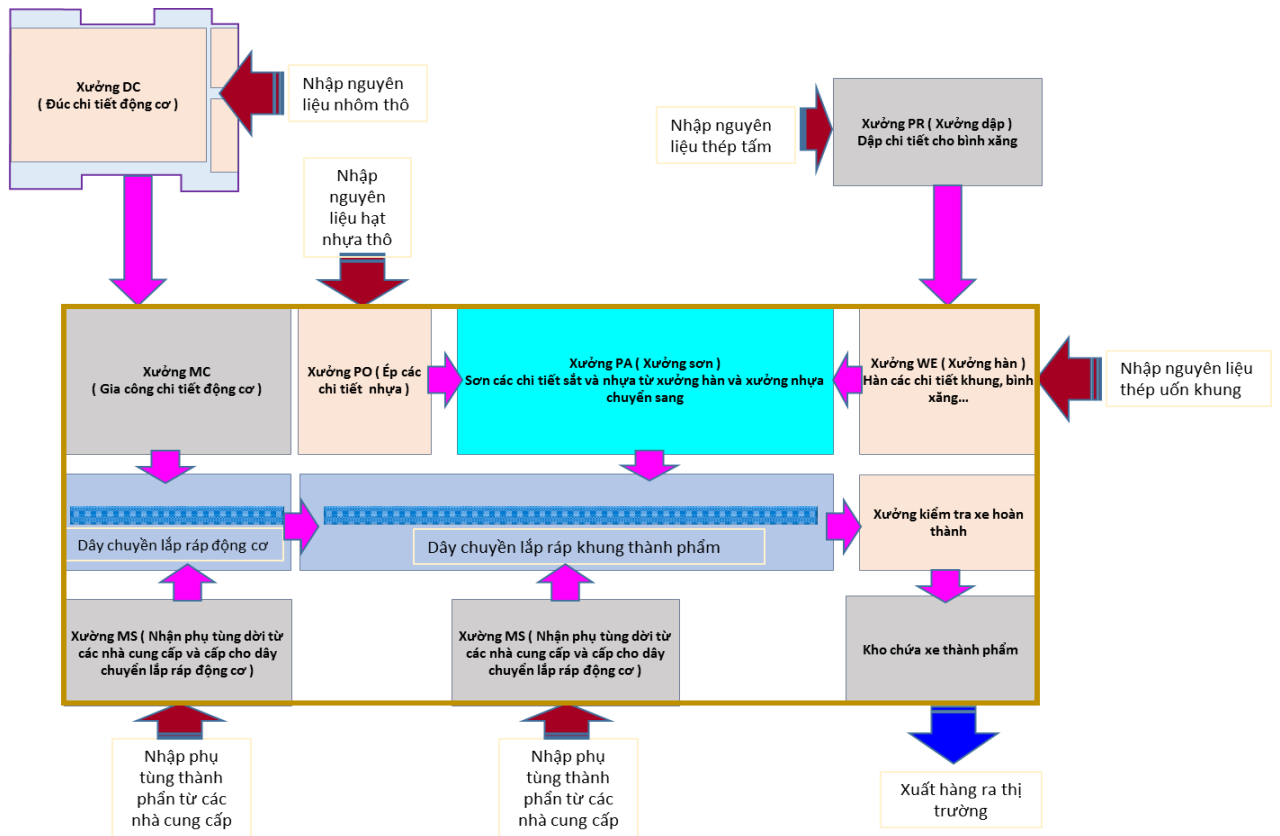 Xưởng DC
( Đúc chi tiết động cơ )
Nhập nguyên
liệu nhôm thô
Nhập nguyên
liệu thép tấm
Xưởng PR ( Xưởng dập )
Dập chi tiết cho bình xăng
Nhập
nguyên
liệu hạt
nhựa thô
Xưởng MC
( Gia công chi tiết động cơ )
Xưởng PO ( Ép các
chi tiết nhựa )
Xưởng PA ( Xưởng sơn )
Sơn các chi tiết sắt và nhựa từ xưởng hàn và xưởng nhựa
chuyển sang
Xưởng WE ( Xưởng hàn )
Hàn các chi tiết khung, bình
xăng...
Nhập nguyên liệu
thép uốn khung
Dây chuyền lắp ráp động cơ
Dây chuyền lắp ráp khung thành phẩm
Xưởng kiểm tra xe hoàn
thành
Xường MS ( Nhận phụ tùng dời từ
các nhà cung cấp và cấp cho dây
chuyển lắp ráp động cơ )
Xường MS ( Nhận phụ tùng dời từ
các nhà cung cấp và cấp cho dây
chuyển lắp ráp động cơ )
Kho chứa xe thành phẩm
Nhập phụ
tùng thành
phần từ các
nhà cung cấp
Nhập phụ
tùng thành
phần từ các
nhà cung cấp
Xuất hàng ra thị
trường